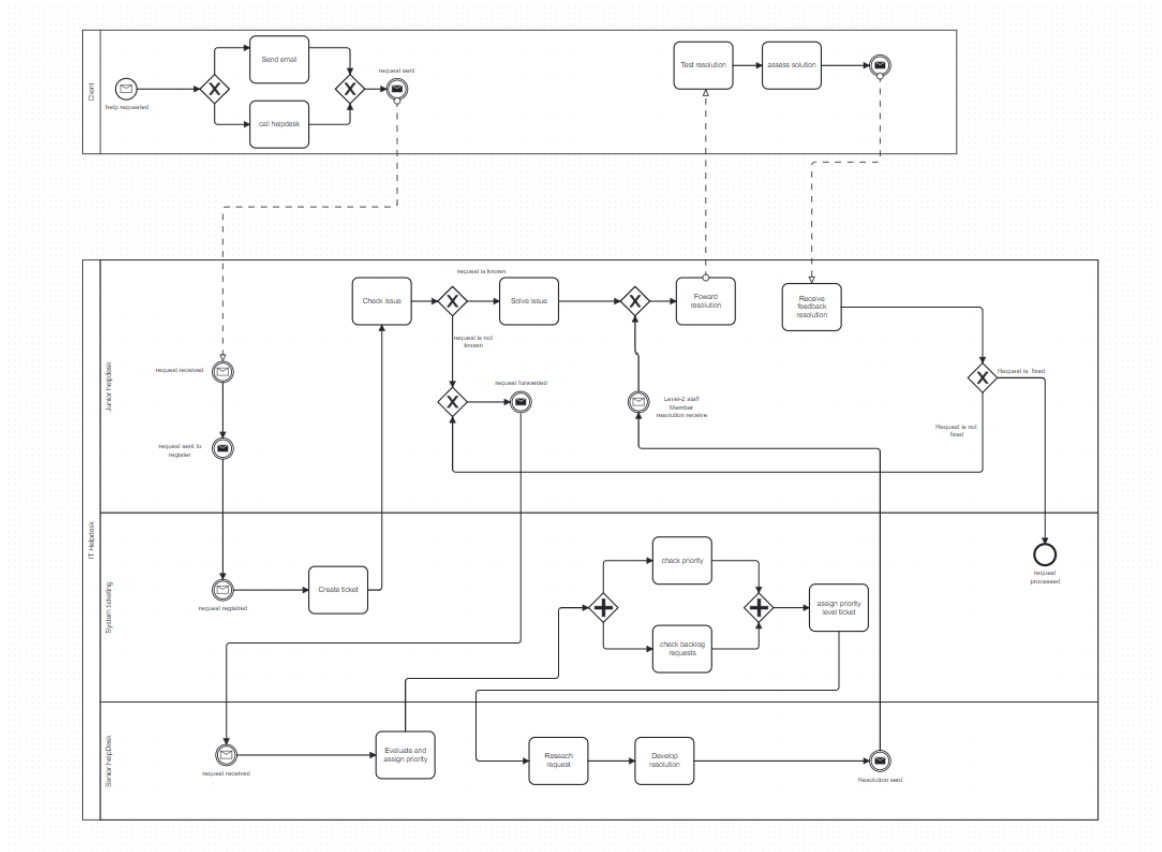 Client
help requested
Send email
call helpdesk
request sent
Test resolution
assess solution
IT Helpdesk
Junior helpdesk
request received
request sent to
register
Check issue
request is known
request is not
known
Solve issue
request forwarded
Foward
resolution
Level-2 staff
Member
resolution receive
Receive
feedback
resolution
Request is fixed
Request is not
fixed
System ticketing
request registred
Create ticket
check priority
check backlog
requests
assign priority
level ticket
request
processed
Senior helpDesk
request received
Evaluate and
assign priority
Reseach
request
Develop
resolution
Resolution sent